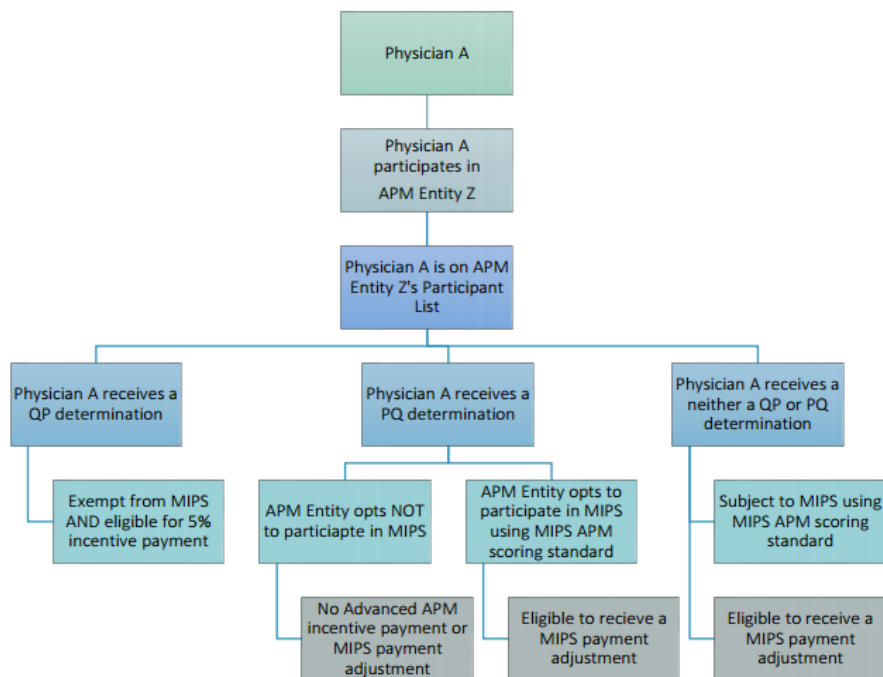 Physician A
Physician A
participates in
APM Entity Z
Physician A is on APM
Entity Z's Participant
List
Physician A receives a
QP determination
Physician A receives a
PQ determination
Physician A receives a
neither a QP or PQ
determination
Exempt from MIPS
AND eligible for 5%
incentive payment
APM Entity opts NOT
to particiapte in MIPS
APM Entity opts to
participate in MIPS
using MIPS APM
scoring standard
Subject to MIPS using
MIPS APM scoring
standard
No Advanced APM
incentive payment or
MIPS payment
adjustment
Eligible to recieve a
MIPS payment
adjustment
Eligible to receive a
MIPS payment
adjustment